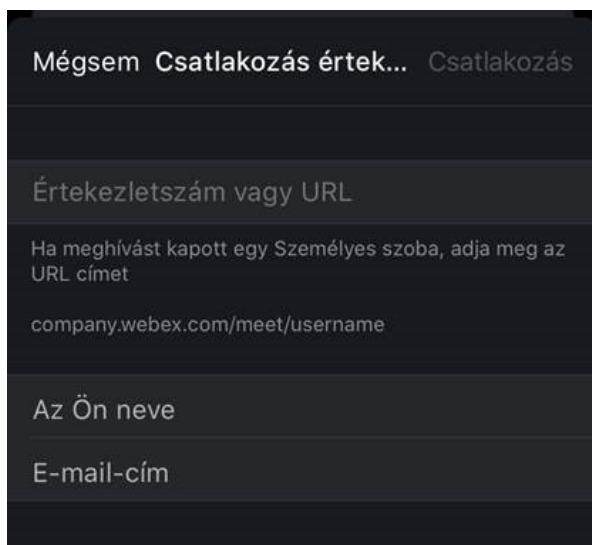 Mégsem Csatlakozás értek... Csatlakozás
Értekezletszám vagy URL
Ha meghívást kapott egy Személyes szoba, adja meg az
URL címet
company.webex.com/meet/username
Az Ön neve
E-mail-cím